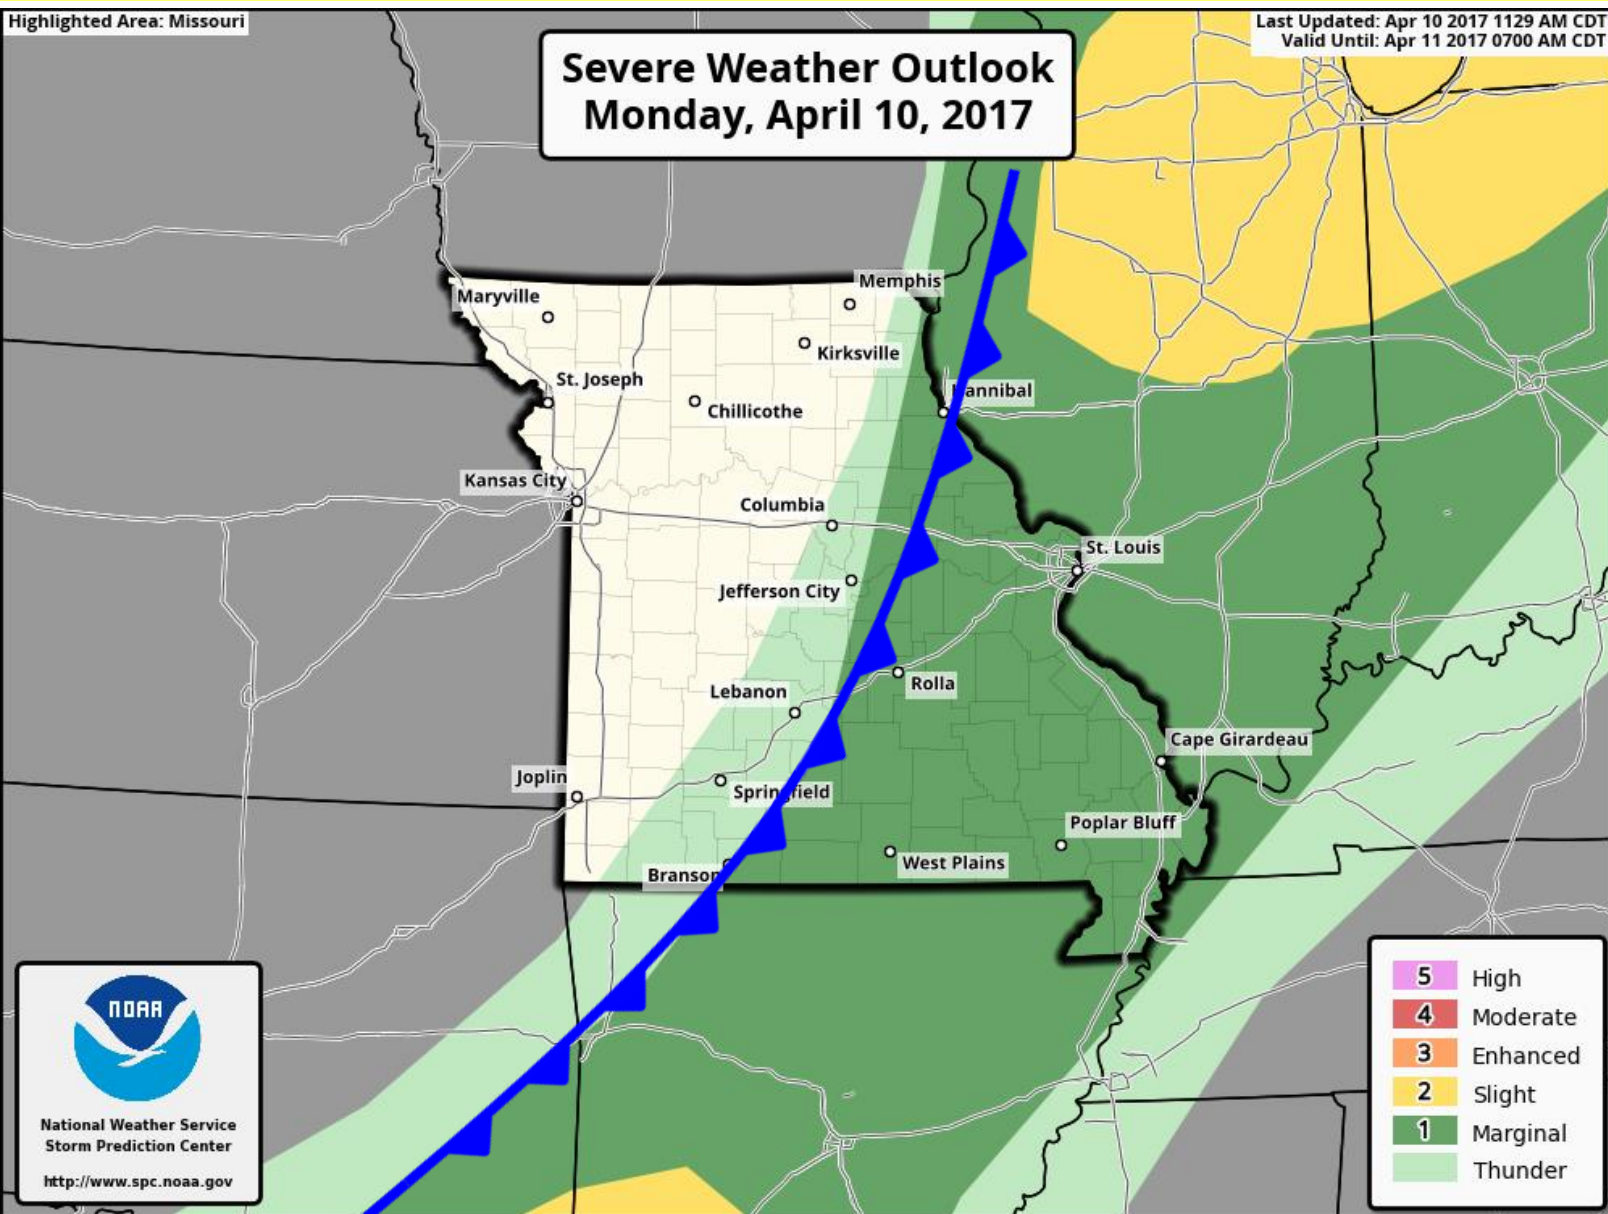 Highlighted Area: Missouri
Last Updated: Apr 10 2017 1129 AM CDT
Valid Until: Apr 11 2017 0700 AM CDT
Severe Weather Outlook
Monday, April 10, 2017
Memphis
Maryville
Kirksville
St. Joseph
Hannibal
Chillicothe
Kansas City
Columbia
St. Louis
Jefferson City
Rolla
Lebanon
Cape Girardeau
Joplin
Springfield
Poplar Bluff
West Plains
Branson
NOAA
National Weather Service
Storm Prediction Center
http://www.spc.noaa.gov
5 High
4 Moderate
3 Enhanced
2 Slight
1 Marginal
Thunder